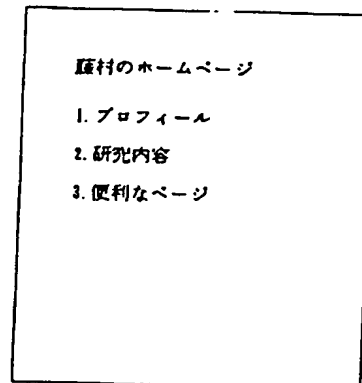 藤村のホームページ
1. プロフィール
2. 研究内容
3. 便利なページ